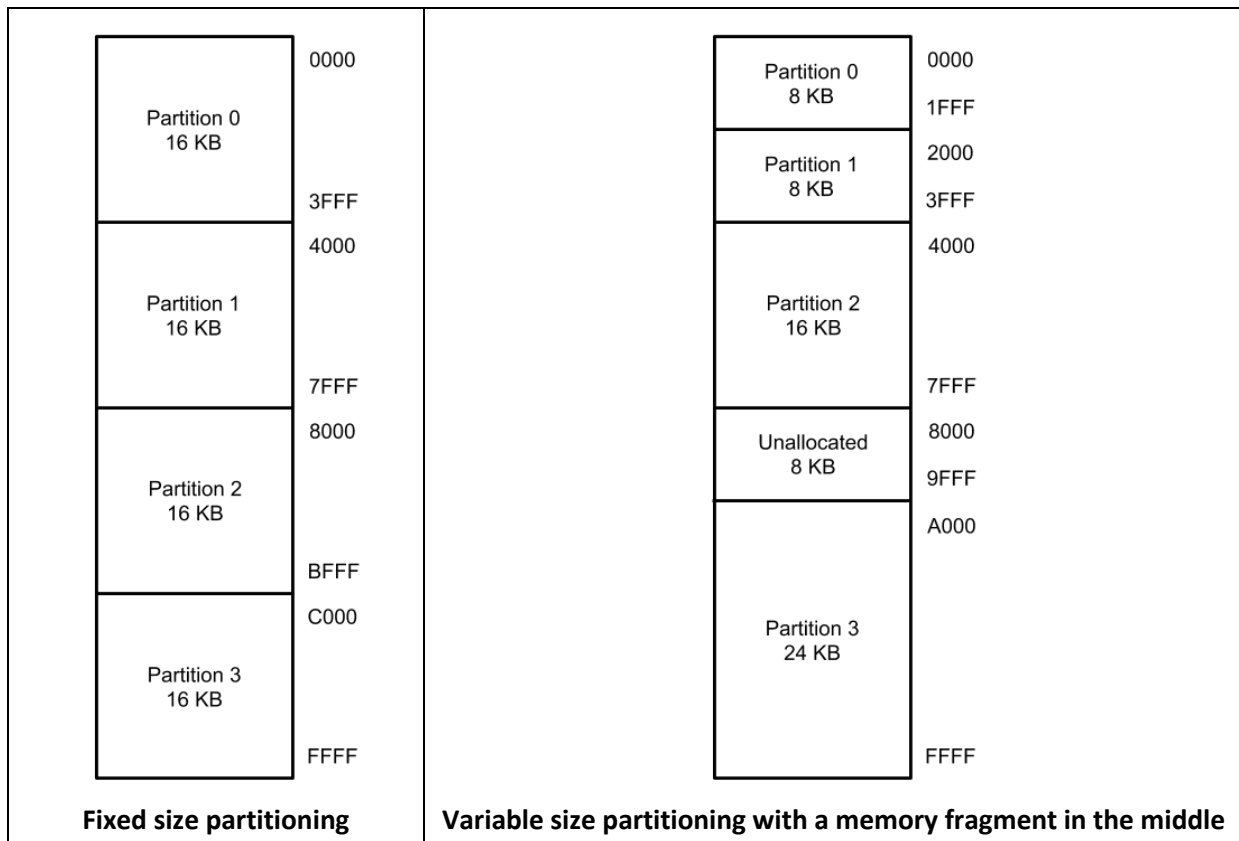 Partition 0
16 KB
0000
3FFF
Partition 1
16 KB
4000
7FFF
Partition 2
16 KB
8000
BFFF
Partition 3
16 KB
C000
FFFF
Fixed size partitioning
Partition 0
8 KB
0000
1FFF
Partition 1
8 KB
2000
3FFF
Partition 2
16 KB
4000
7FFF
Unallocated
8 KB
8000
9FFF
Partition 3
24 KB
A000
FFFF
Variable size partitioning with a memory fragment in the middle